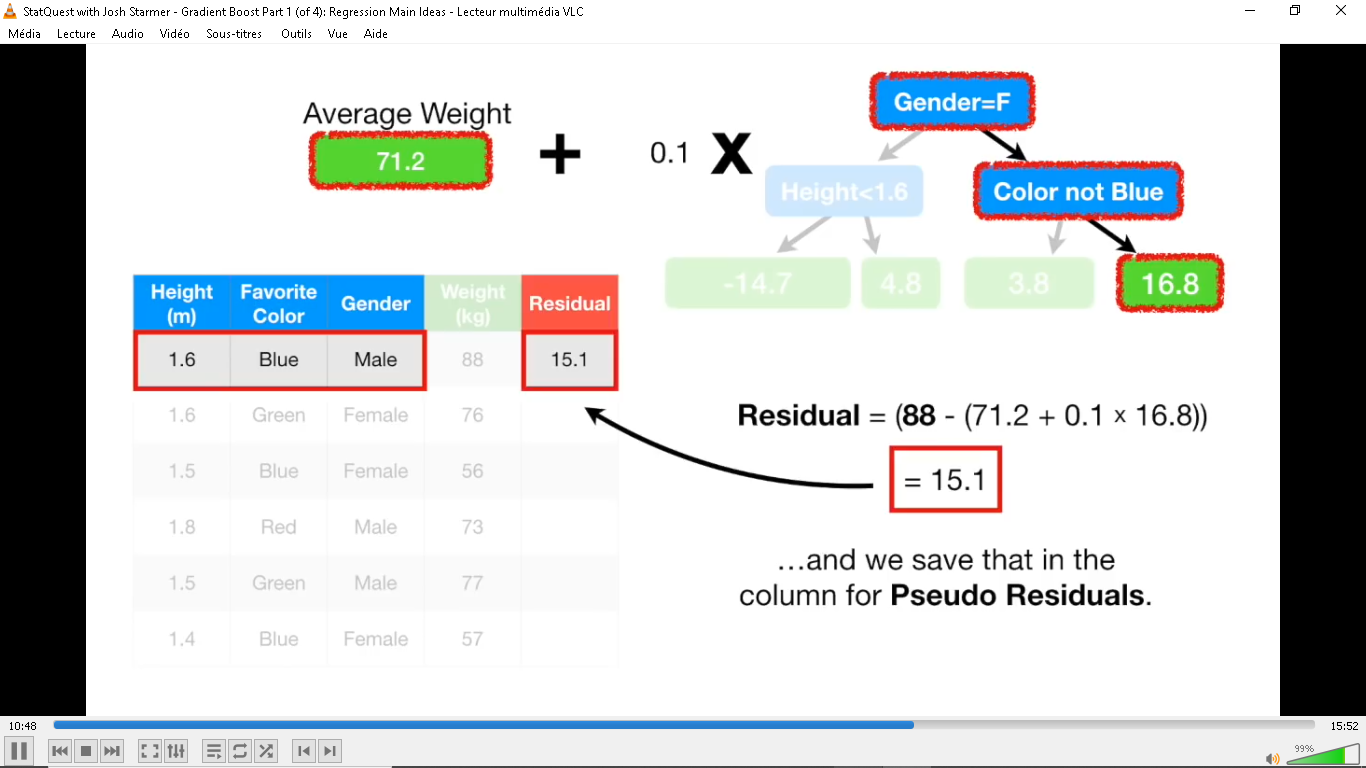 StatQuest with Josh Starmer - Gradient Boost Part 1 (of 4): Regression Main Ideas - Lecteur multimédia VLC
Média Lecture Audio Vidéo Sous-titres Outils Vue Aide
Average Weight
71.2
+
0.1 X
Gender=F
Height<1.6
Color not Blue
-14.7
4.8
3.8
16.8
Height (m) Favorite Color Gender Weight (kg) Residual
1.6 Blue Male 88 15.1
1.6 Green Female 76
1.5 Blue Female 56
1.8 Red Male 73
1.5 Green Male 77
1.4 Blue Female 57
Residual = (88 - (71.2 + 0.1 x 16.8))
= 15.1
…and we save that in the
column for Pseudo Residuals.
10:48
15:52
99%